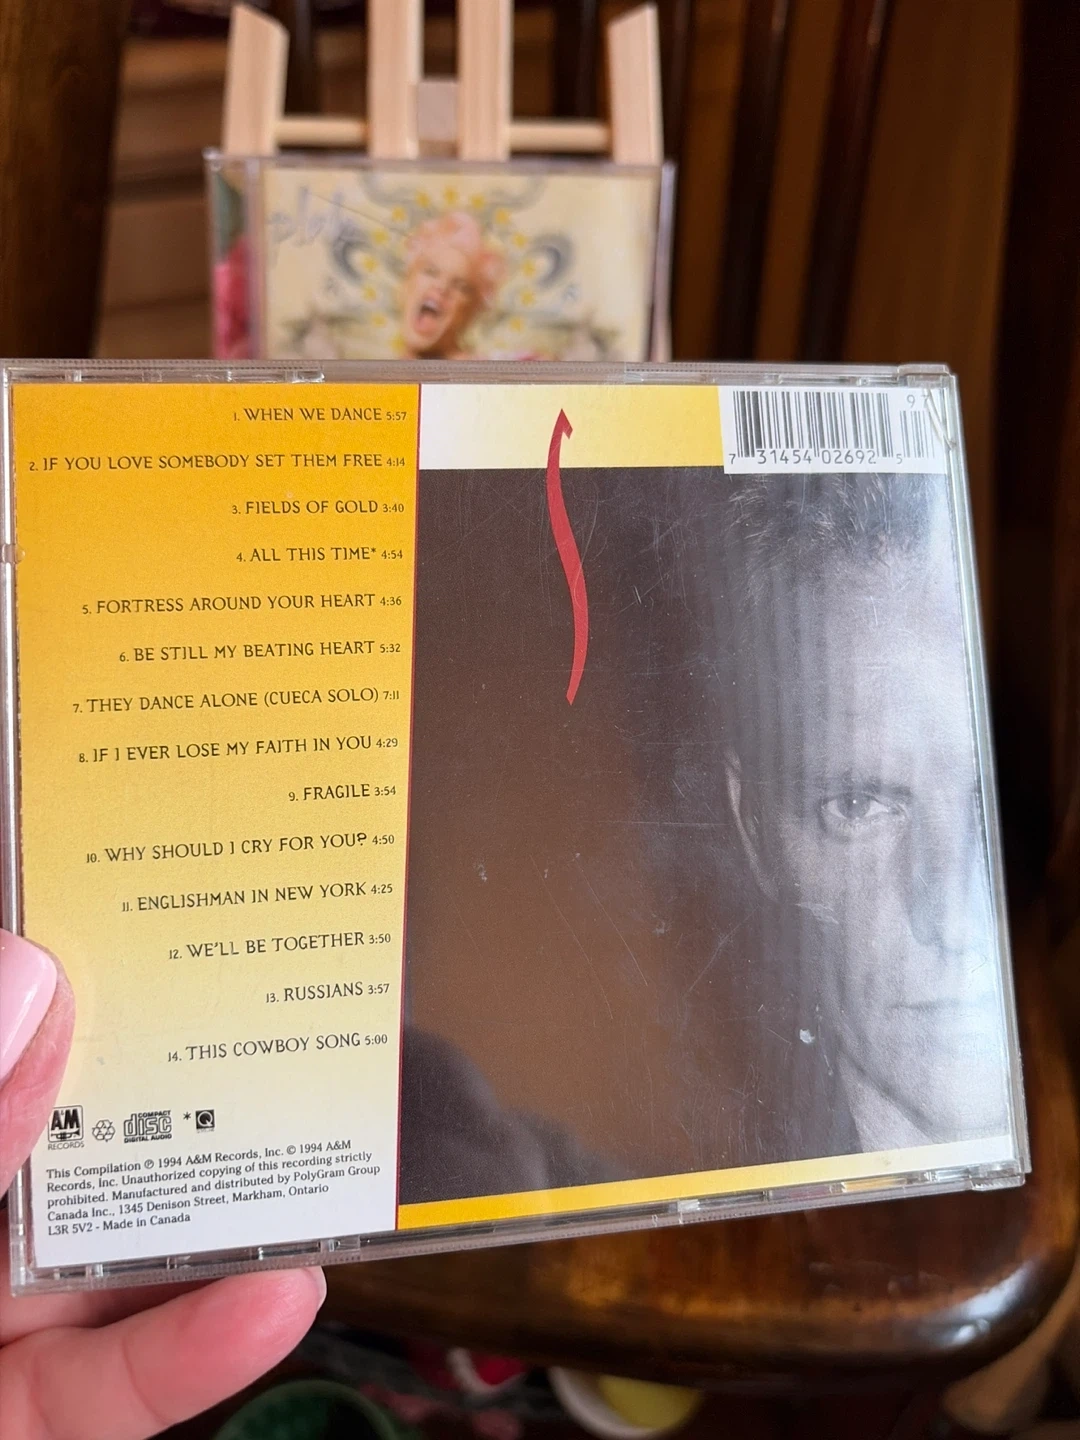 1. WHEN WE DANCE 5:57
2. IF YOU LOVE SOMEBODY SET THEM FREE 4:14
3. FIELDS OF GOLD 3:40
4. ALL THIS TIME* 4:54
5. FORTRESS AROUND YOUR HEART 4:36
6. BE STILL MY BEATING HEART 5:32
7. THEY DANCE ALONE (CUECA SOLO) 7:11
8. IF I EVER LOSE MY FAITH IN YOU 4:29
9. FRAGILE 3:54
10. WHY SHOULD I CRY FOR YOU? 4:50
11. ENGLISHMAN IN NEW YORK 4:25
12. WE'LL BE TOGETHER 3:50
13. RUSSIANS 3:57
14. THIS COWBOY SONG 5:00
A&M
RECORDS
COMPACT
disc
DIGITAL AUDIO
*
This Compilation ℗ 1994 A&M Records, Inc. © 1994 A&M
Records, Inc. Unauthorized copying of this recording strictly
prohibited. Manufactured and distributed by PolyGram Group
Canada Inc., 1345 Denison Street, Markham, Ontario
L3R 5V2 - Made in Canada
7 31454 02692 5